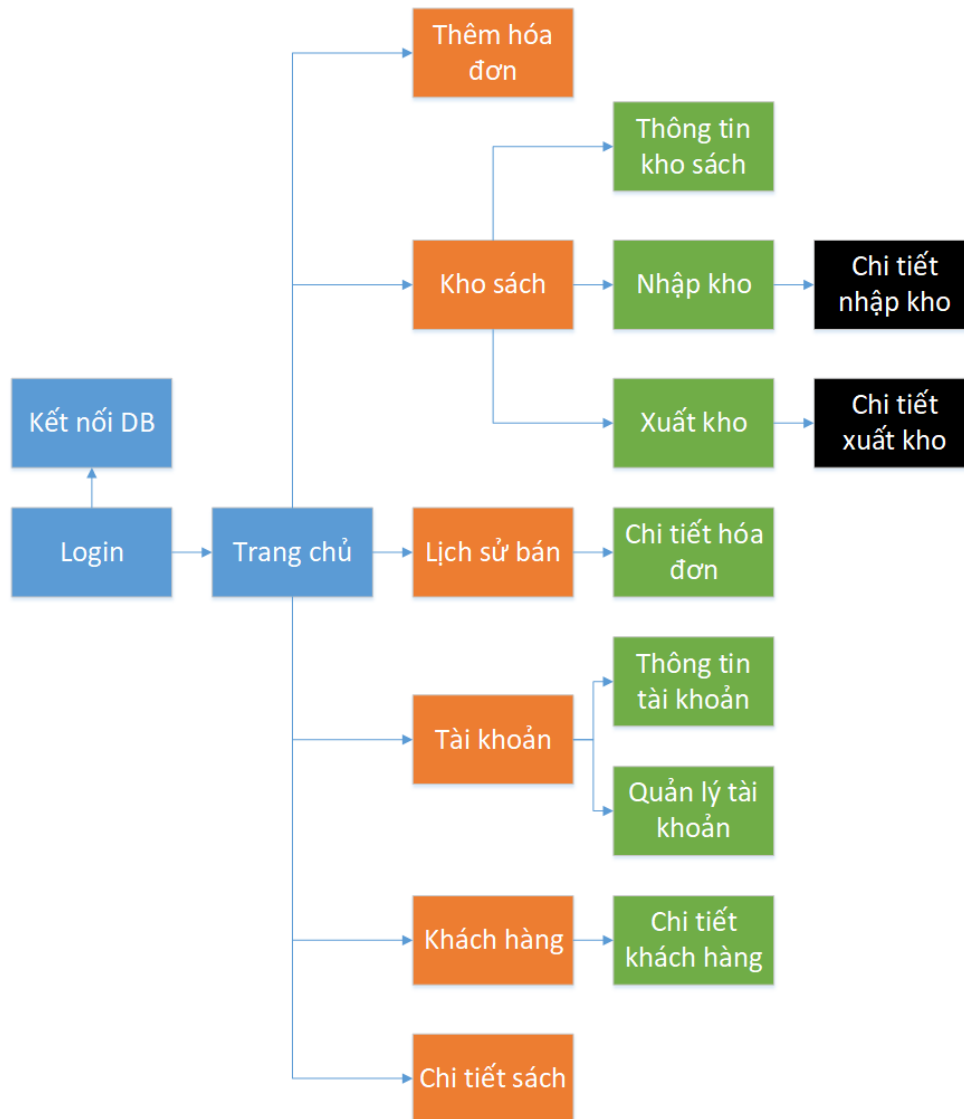 Thêm hóa
đơn
Thông tin
kho sách
Kho sách
Nhập kho
Chi tiết
nhập kho
Kết nối DB
Xuất kho
Chi tiết
xuất kho
Login
Trang chủ
Lịch sử bán
Chi tiết hóa
đơn
Thông tin
tài khoản
Tài khoản
Quản lý tài
khoản
Khách hàng
Chi tiết
khách hàng
Chi tiết sách